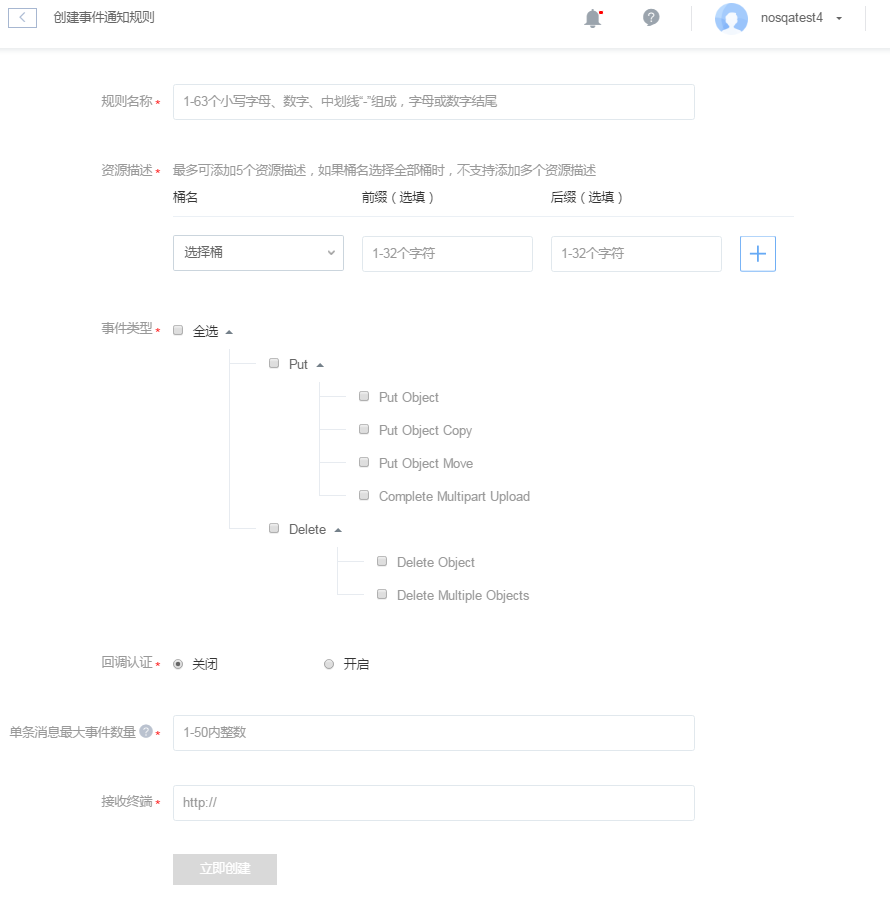 创建事件通知规则
nosqatest4
规则名称*
1-63个小写字母、数字、中划线“-”组成，字母或数字结尾
资源描述*
最多可添加5个资源描述，如果桶名选择全部桶时，不支持添加多个资源描述
桶名 前缀（选填） 后缀（选填）
选择桶 1-32个字符 1-32个字符
事件类型* 全选
Put
Put Object
Put Object Copy
Put Object Move
Complete Multipart Upload
Delete
Delete Object
Delete Multiple Objects
回调认证* 关闭 开启
单条消息最大事件数量?* 1-50内整数
接收终端* http://
立即创建